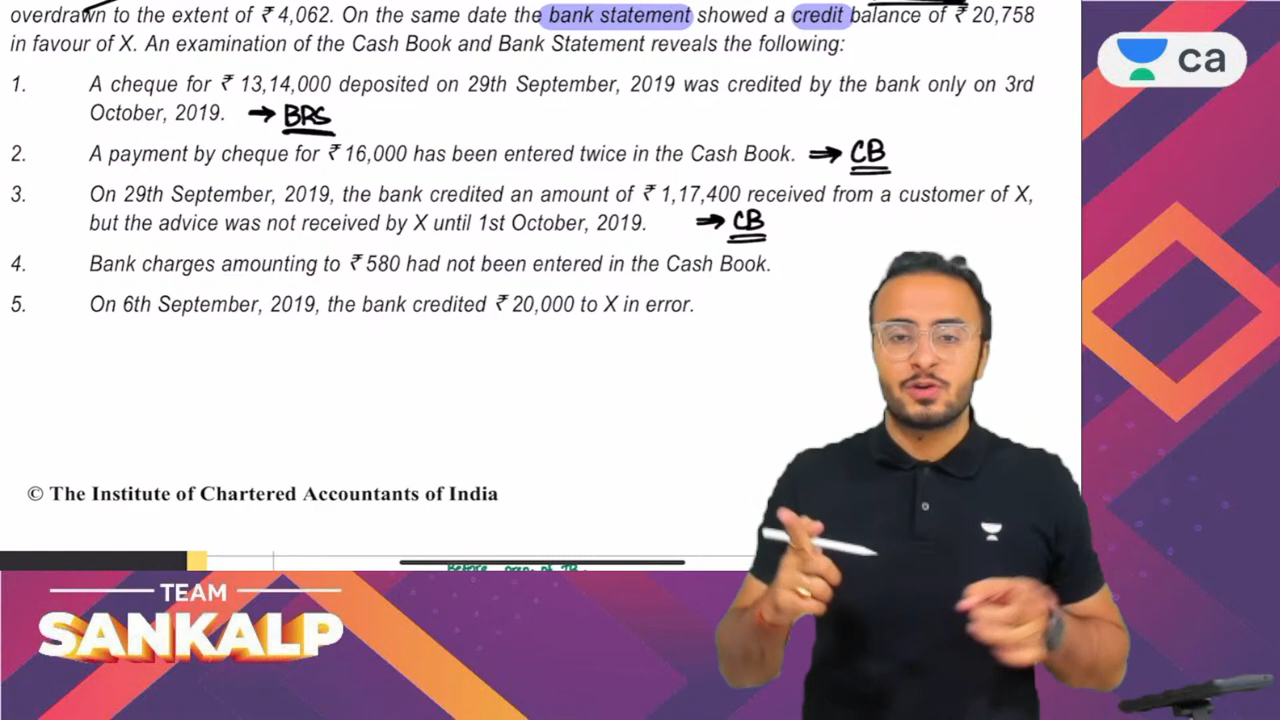 overdrawn to the extent of ₹ 4,062. On the same date the bank statement showed a credit balance of ₹ 20,758
in favour of X. An examination of the Cash Book and Bank Statement reveals the following:
1. A cheque for ₹ 13,14,000 deposited on 29th September, 2019 was credited by the bank only on 3rd
October, 2019. → BRS
2. A payment by cheque for ₹ 16,000 has been entered twice in the Cash Book. → CB
3. On 29th September, 2019, the bank credited an amount of ₹ 1,17,400 received from a customer of X,
but the advice was not received by X until 1st October, 2019. → CB
4. Bank charges amounting to ₹ 580 had not been entered in the Cash Book.
5. On 6th September, 2019, the bank credited ₹ 20,000 to X in error.
© The Institute of Chartered Accountants of India
ca
TEAM
SANKALP